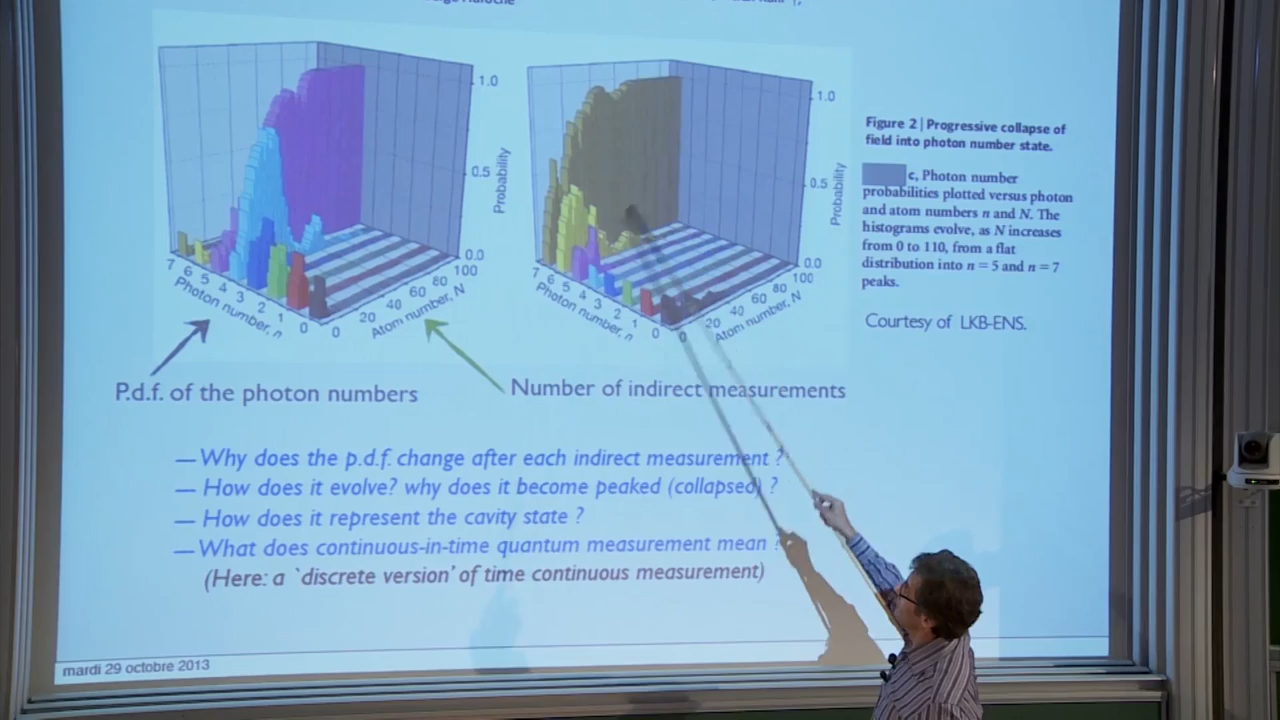 1.0
0.5
0.0
Probability
7 6 5 4 3 2 1 0
Photon number, n
0 20 40 60 80 100
Atom number, N
1.0
0.5
0.0
Probability
7 6 5 4 3 2 1 0
Photon number, n
0 20 40 60 80 100
Atom number, N
Figure 2 | Progressive collapse of
field into photon number state.
c, Photon number
probabilities plotted versus photon
and atom numbers n and N. The
histograms evolve, as N increases
from 0 to 110, from a flat
distribution into n = 5 and n = 7
peaks.
Courtesy of LKB-ENS.
P.d.f. of the photon numbers
Number of indirect measurements
— Why does the p.d.f. change after each indirect measurement ?
— How does it evolve? why does it become peaked (collapsed) ?
— How does it represent the cavity state ?
— What does continuous-in-time quantum measurement mean ?
(Here: a `discrete version' of time continuous measurement)
mardi 29 octobre 2013